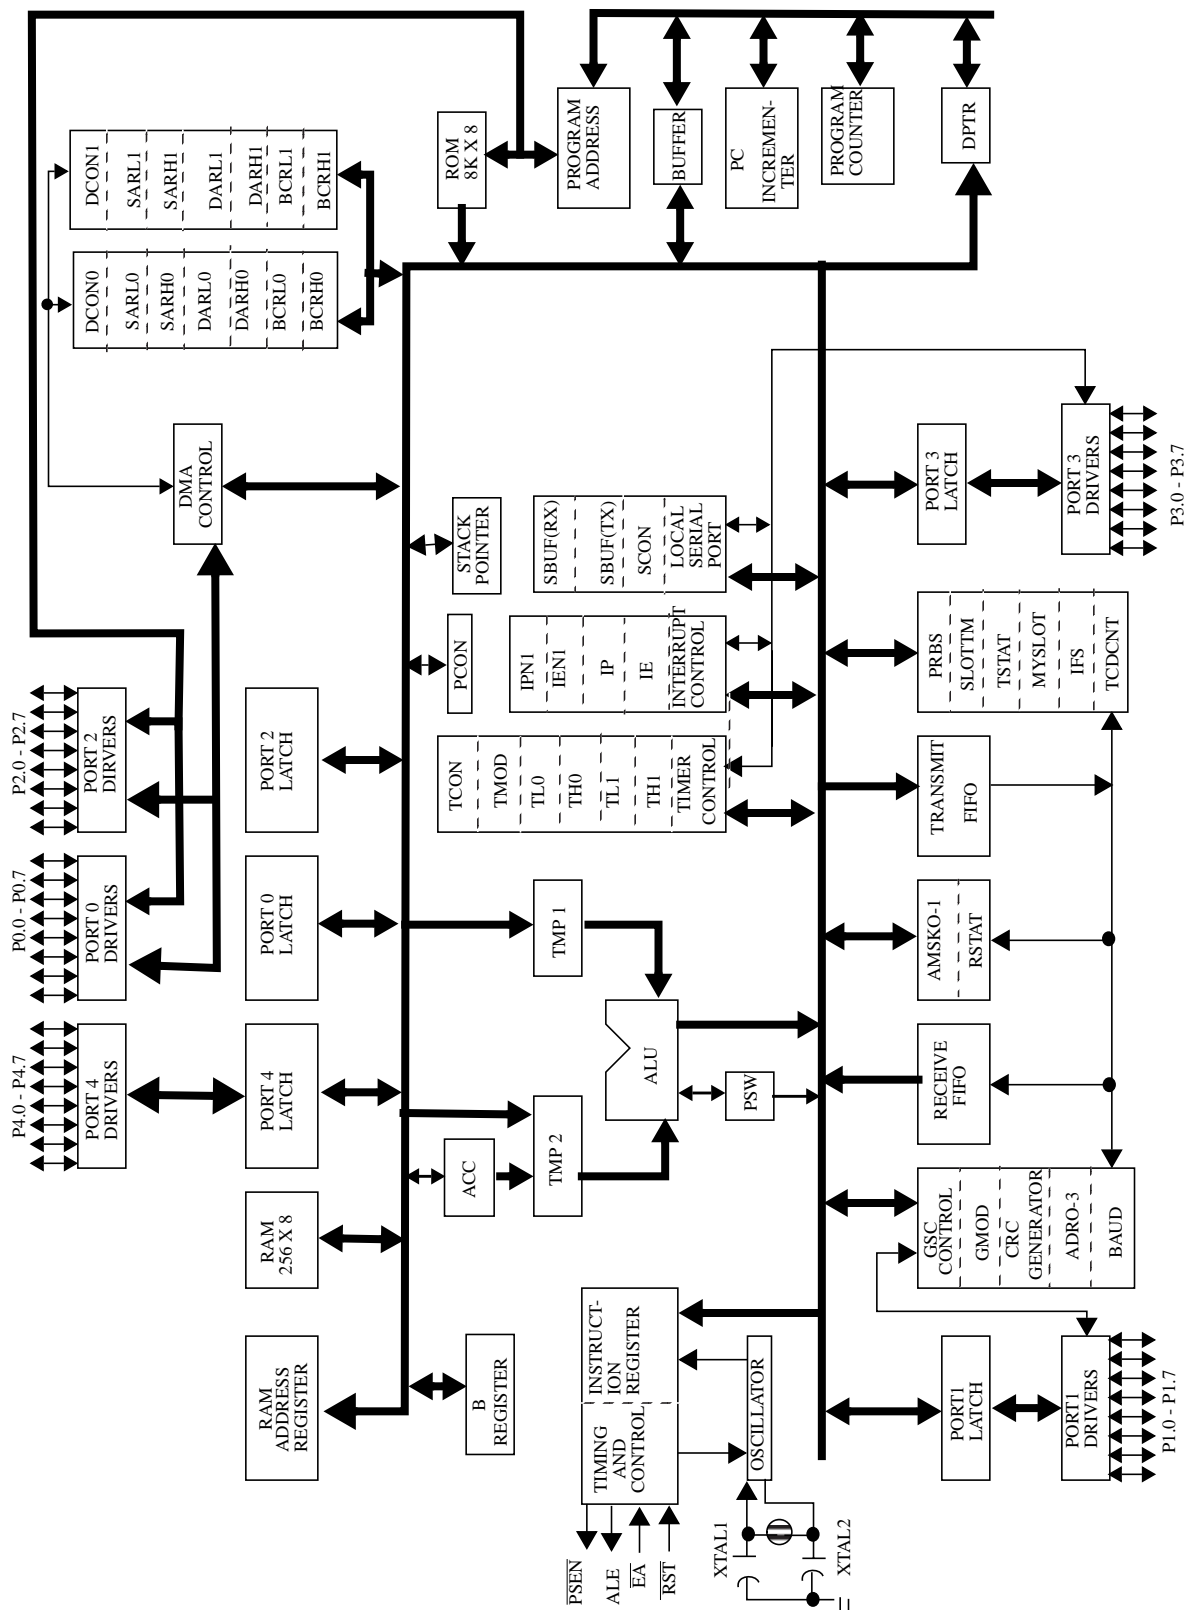 P4.0 - P4.7
P0.0 - P0.7
P2.0 - P2.7
PORT 4
DRIVERS
PORT 0
DRIVERS
PORT 2
DIRVERS
DMA
CONTROL
DCON0
SARL0
SARH0
DARL0
DARH0
BCRL0
BCRH0
DCON1
SARL1
SARH1
DARL1
DARH1
BCRL1
BCRH1
RAM
ADDRESS
REGISTER
RAM
256 X 8
PORT 4
LATCH
PORT 0
LATCH
PORT 2
LATCH
B
REGISTER
ACC
PCON
STACK
POINTER
ROM
8K X 8
TMP 2
TMP 1
TCON
TMOD
TL0
TH0
TL1
TH1
TIMER
CONTROL
IPN1
IEN1
IP
IE
INTERRUPT
CONTROL
SBUF(RX)
SBUF(TX)
SCON
LOCAL
SERIAL
PORT
PROGRAM
ADDRESS
BUFFER
PC
INCREMEN-
TER
PROGRAM
COUNTER
DPTR
ALU
PSW
PSEN
ALE
EA
RST
TIMING
AND
CONTROL
INSTRUCT-
ION
REGISTER
OSCILLATOR
XTAL1
XTAL2
PORT1
LATCH
GSC
CONTROL
GMOD
CRC
GENERATOR
ADRO-3
BAUD
RECEIVE
FIFO
AMSKO-1
RSTAT
TRANSMIT
FIFO
PRBS
SLOTTM
TSTAT
MYSLOT
IFS
TCDCNT
PORT 3
LATCH
PORT1
DRIVERS
PORT 3
DRIVERS
P1.0 - P1.7
P3.0 - P3.7